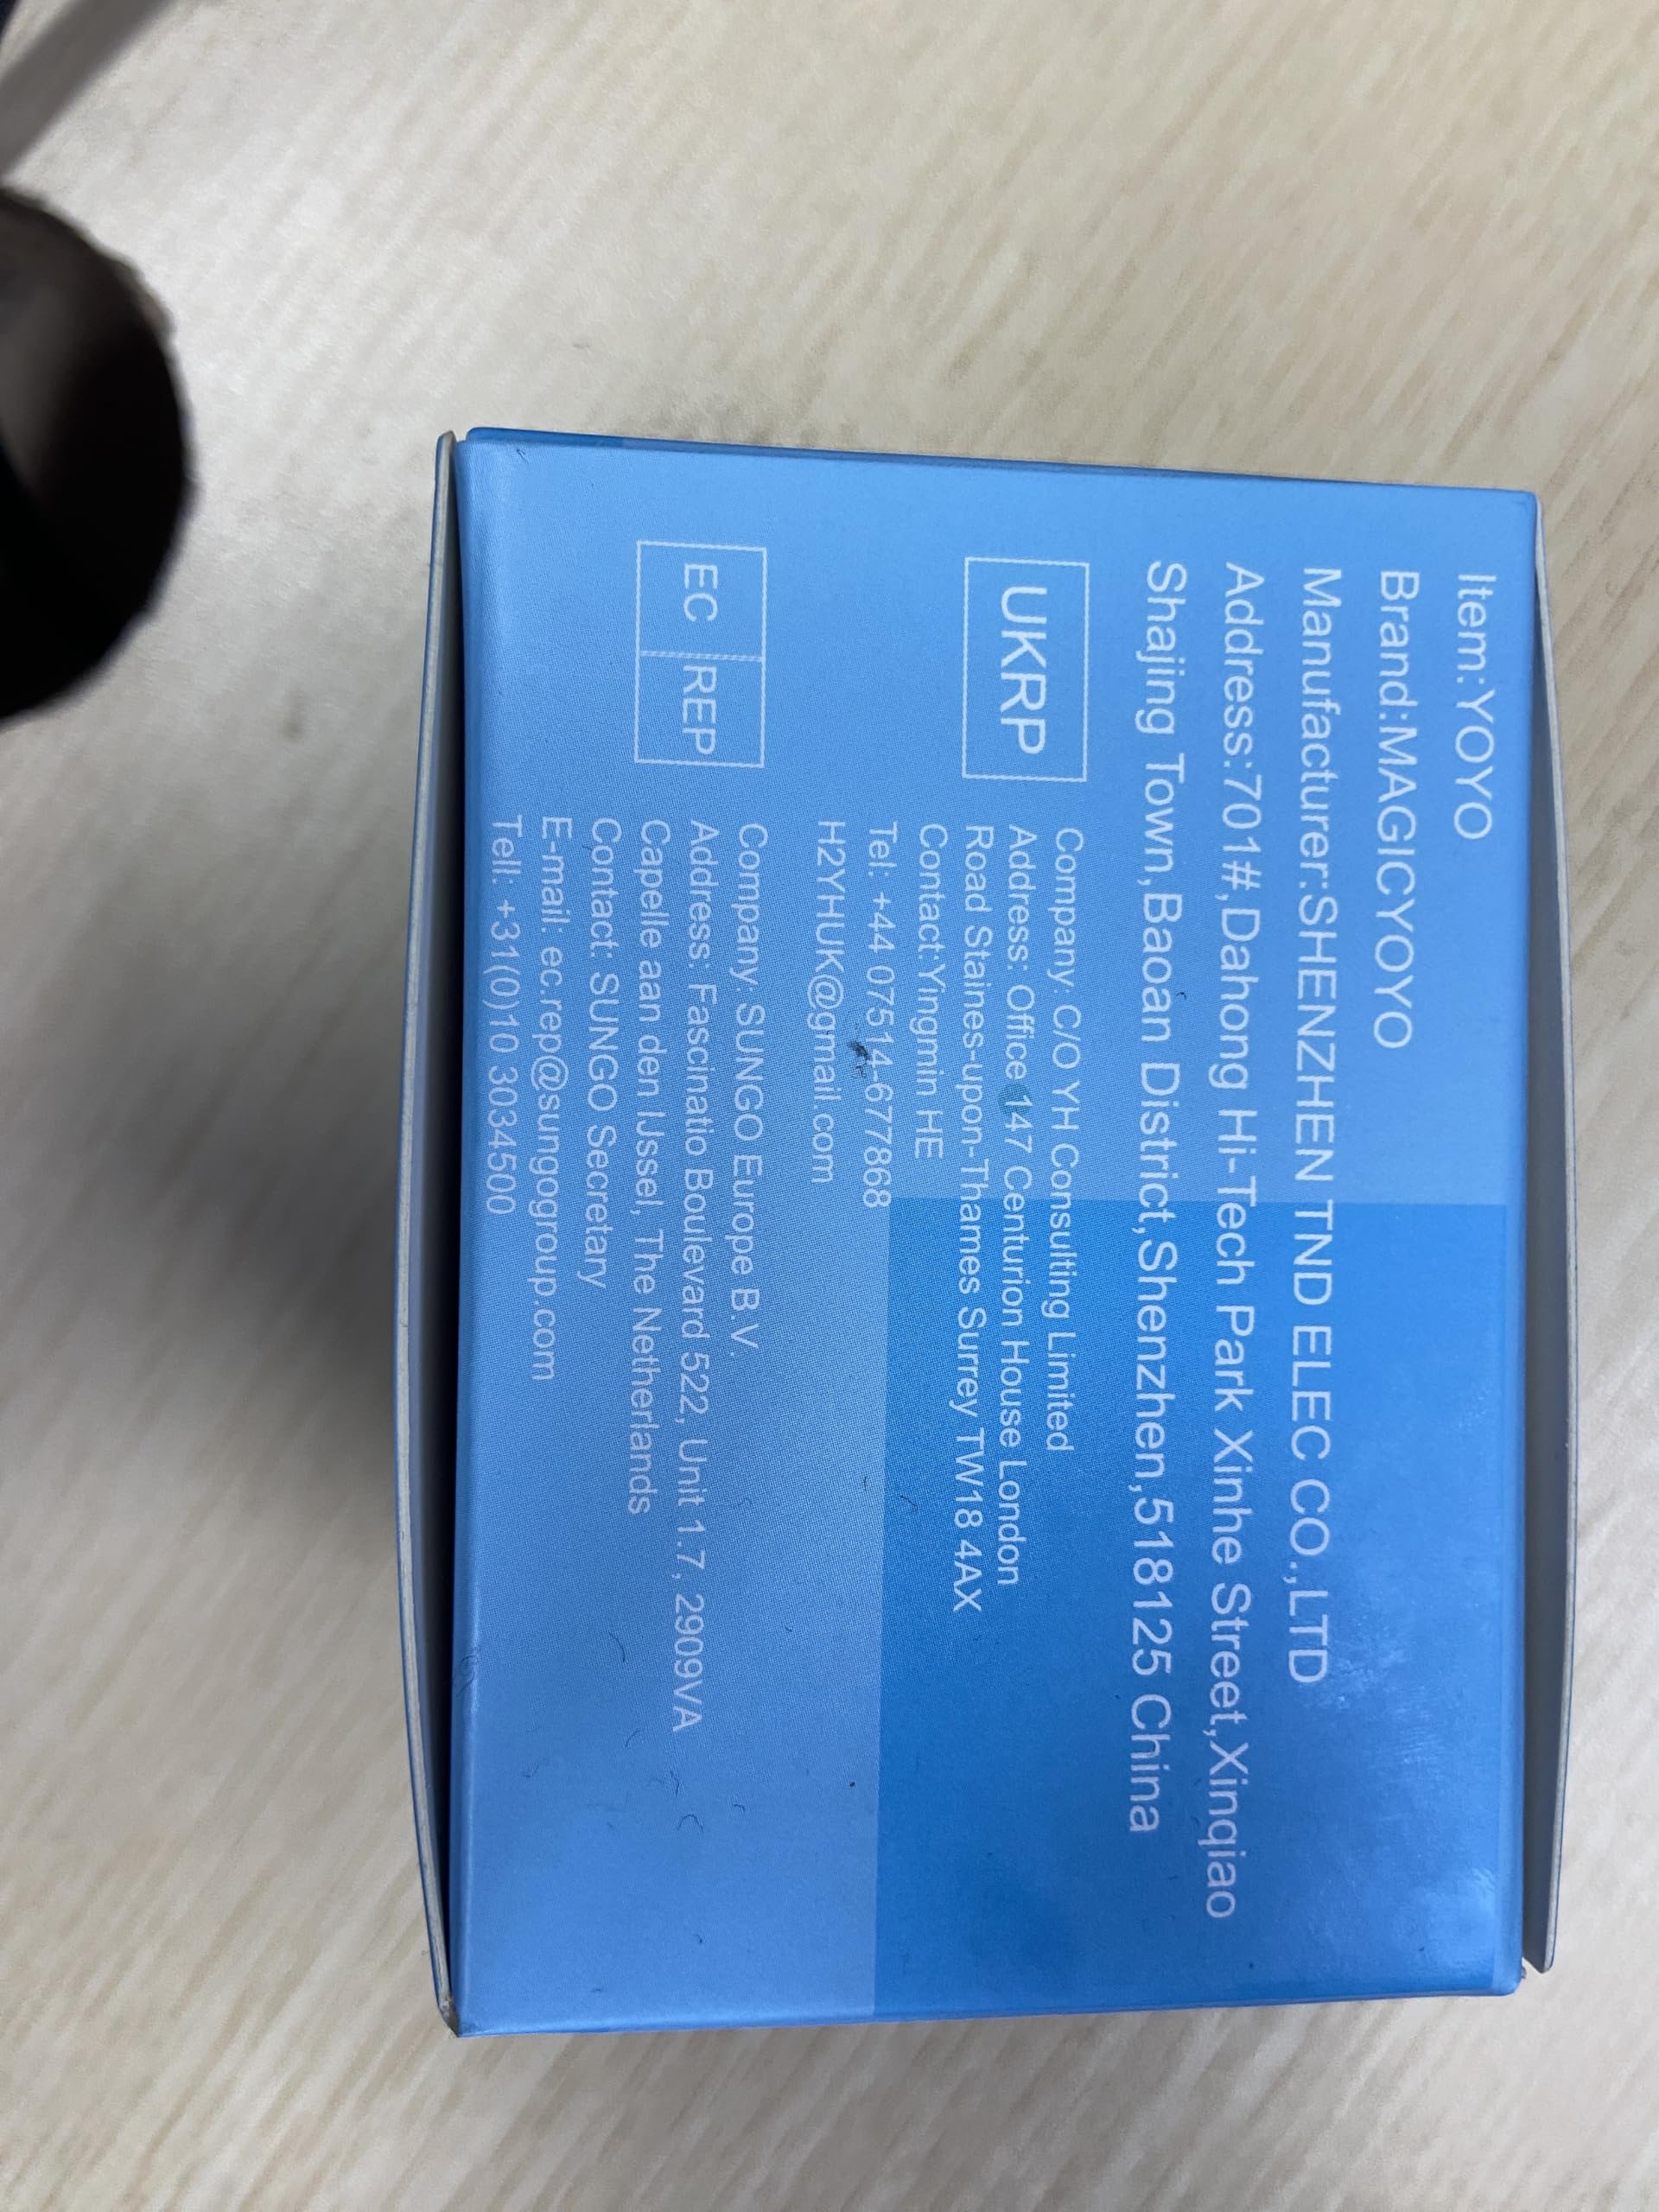 Item:YOYO
Brand:MAGICYOYO
Manufacturer:SHENZHEN TND ELEC CO.,LTD
Address:701#,Dahong Hi-Tech Park Xinhe Street,Xinqiao
Shajing Town,Baoan District,Shenzhen,518125 China
UKRP
Company: C/O YH Consulting Limited
Address: Office 147 Centurion House London
Road Staines-upon-Thames Surrey TW18 4AX
Contact:Yingmin HE
Tel: +44 07514-677868
H2YHUK@gmail.com
EC REP
Company: SUNGO Europe B.V.
Address: Fascinatio Boulevard 522, Unit 1.7, 2909VA
Capelle aan den IJssel, The Netherlands
Contact: SUNGO Secretary
E-mail: ec.rep@sungogroup.com
Tell: +31(0)10 3034500